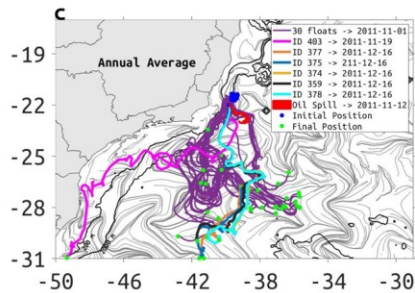 C
-19
-22
-25
-28
-31
-50
-46
-42
-38
-34
-30
Annual Average
30 floats -> 2011-11-01
ID 403 -> 2011-11-19
ID 377 -> 2011-12-16
ID 375 -> 211-12-16
ID 374 -> 2011-12-16
ID 359 -> 2011-12-16
ID 378 -> 2011-12-16
Oil Spill -> 2011-11-12
Initial Position
Final Position